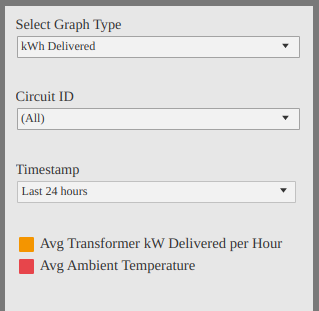 Select Graph Type
kWh Delivered
Circuit ID
(All)
Timestamp
Last 24 hours
Avg Transformer kW Delivered per Hour
Avg Ambient Temperature